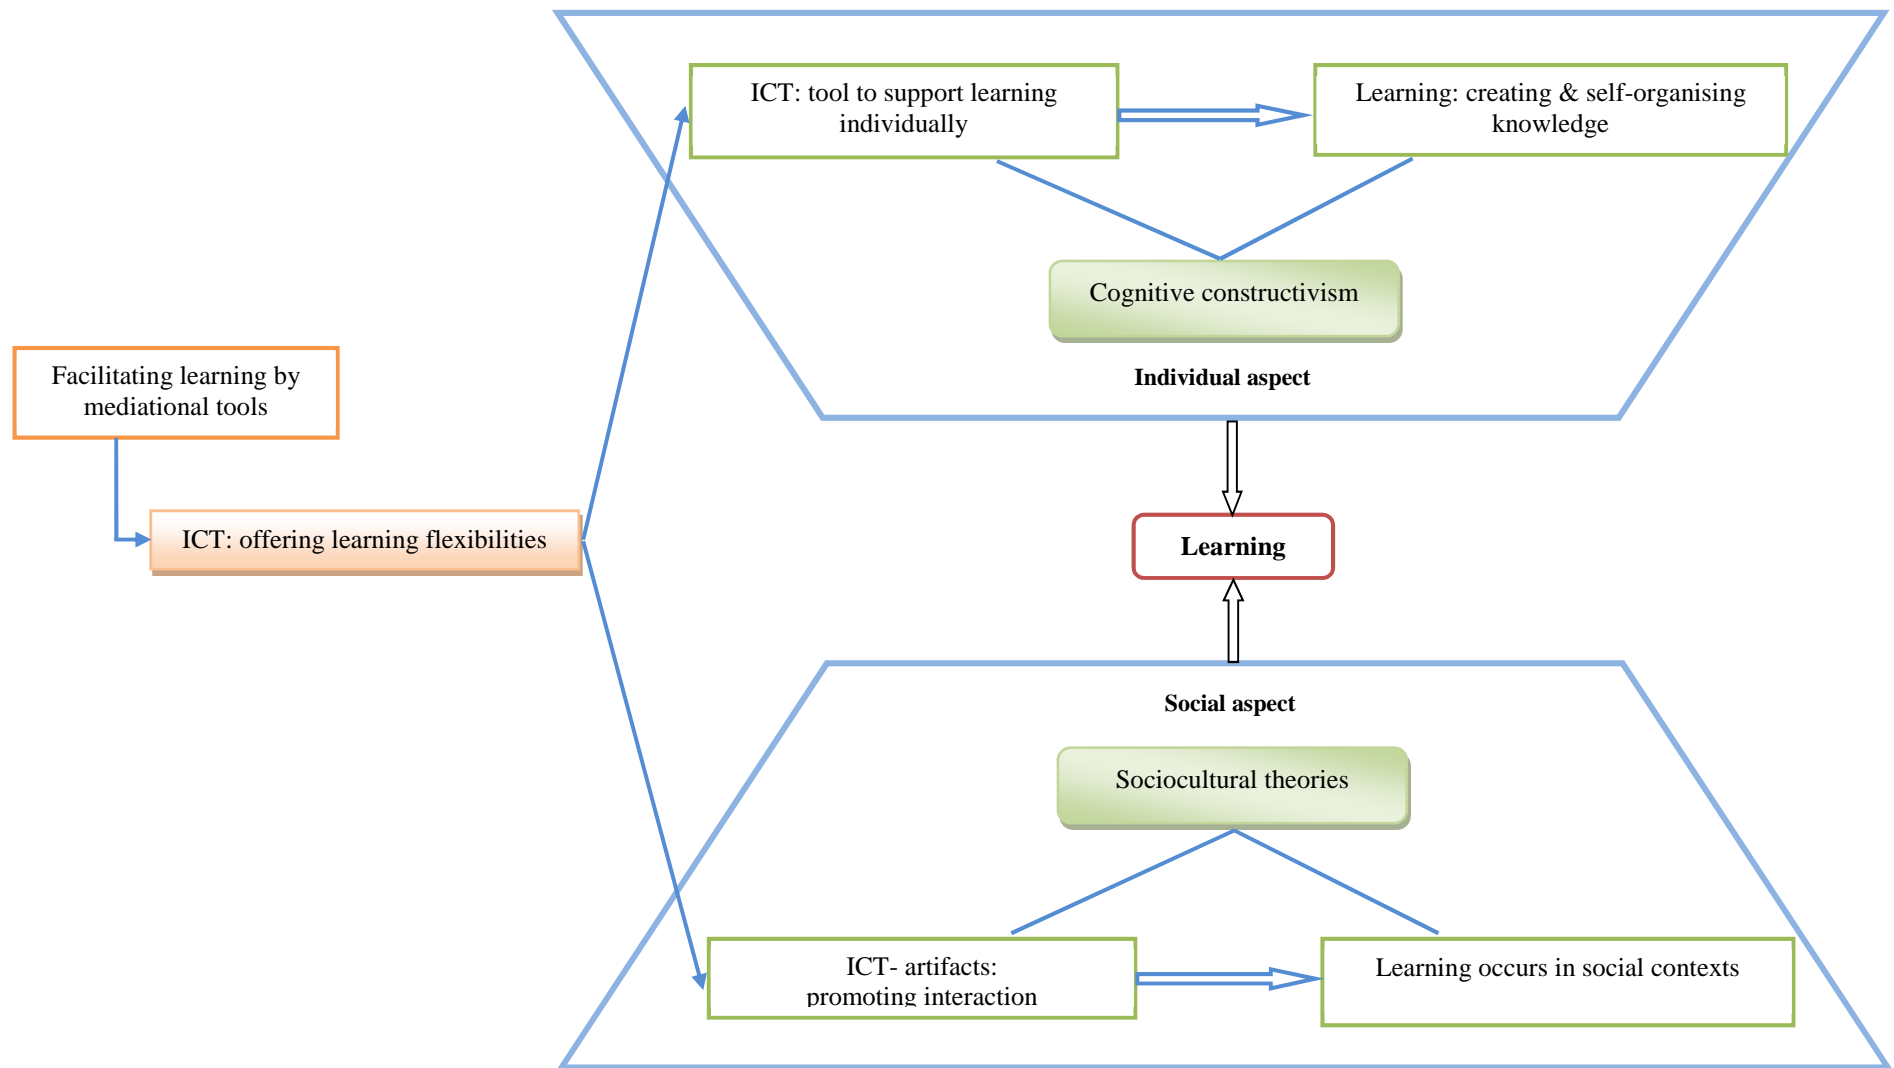 ICT: tool to support learning
individually
Learning: creating & self-organising
knowledge
Cognitive constructivism
Individual aspect
Facilitating learning by
mediational tools
ICT: offering learning flexibilities
Learning
Social aspect
Sociocultural theories
ICT- artifacts:
promoting interaction
Learning occurs in social contexts